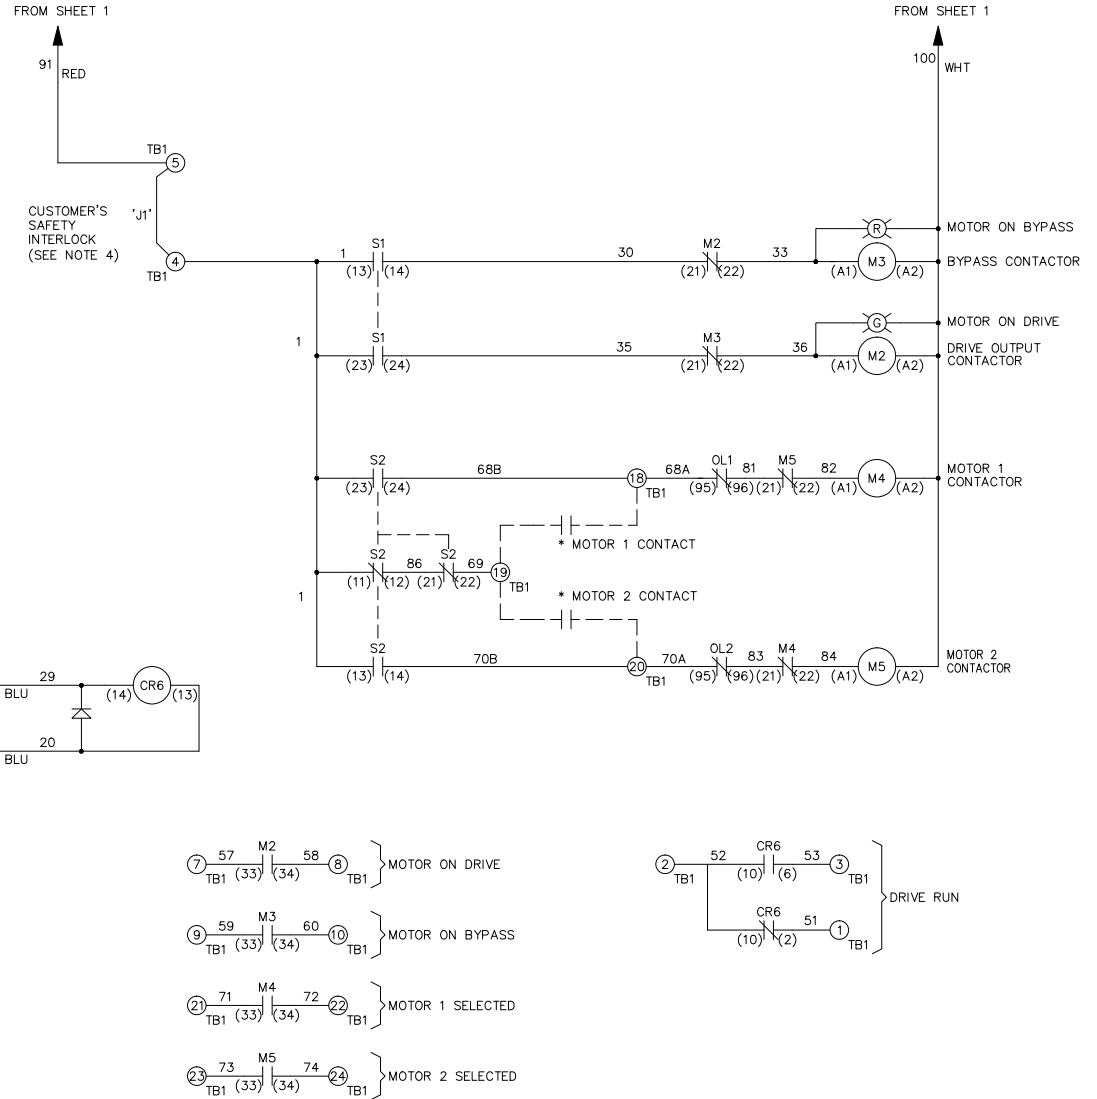 FROM SHEET 1
FROM SHEET 1
91
RED
100
WHT
TB1
5
CUSTOMER'S
SAFETY
INTERLOCK
(SEE NOTE 4)
'J1'
4
TB1
R
MOTOR ON BYPASS
1
S1
(13)
(14)
30
M2
(21)
(22)
33
(A1)
M3
(A2)
BYPASS CONTACTOR
G
MOTOR ON DRIVE
1
S1
(23)
(24)
35
M3
(21)
(22)
36
(A1)
M2
(A2)
DRIVE OUTPUT
CONTACTOR
S2
(23)
(24)
68B
18
TB1
68A
OL1
(95)
(96)
81
M5
(21)
(22)
82
(A1)
M4
(A2)
MOTOR 1
CONTACTOR
* MOTOR 1 CONTACT
S2
(11)
(12)
86
S2
(21)
(22)
69
19
TB1
1
* MOTOR 2 CONTACT
S2
(13)
(14)
70B
20
TB1
70A
OL2
(95)
(96)
83
M4
(21)
(22)
84
(A1)
M5
(A2)
MOTOR 2
CONTACTOR
29
BLU
(14)
CR6
(13)
20
BLU
7
TB1
57
M2
(33)
(34)
58
8
TB1
MOTOR ON DRIVE
9
TB1
59
M3
(33)
(34)
60
10
TB1
MOTOR ON BYPASS
21
TB1
71
M4
(33)
(34)
72
22
TB1
MOTOR 1 SELECTED
23
TB1
73
M5
(33)
(34)
74
24
TB1
MOTOR 2 SELECTED
2
TB1
52
CR6
(10)
(6)
53
3
TB1
DRIVE RUN
CR6
(10)
(2)
51
1
TB1